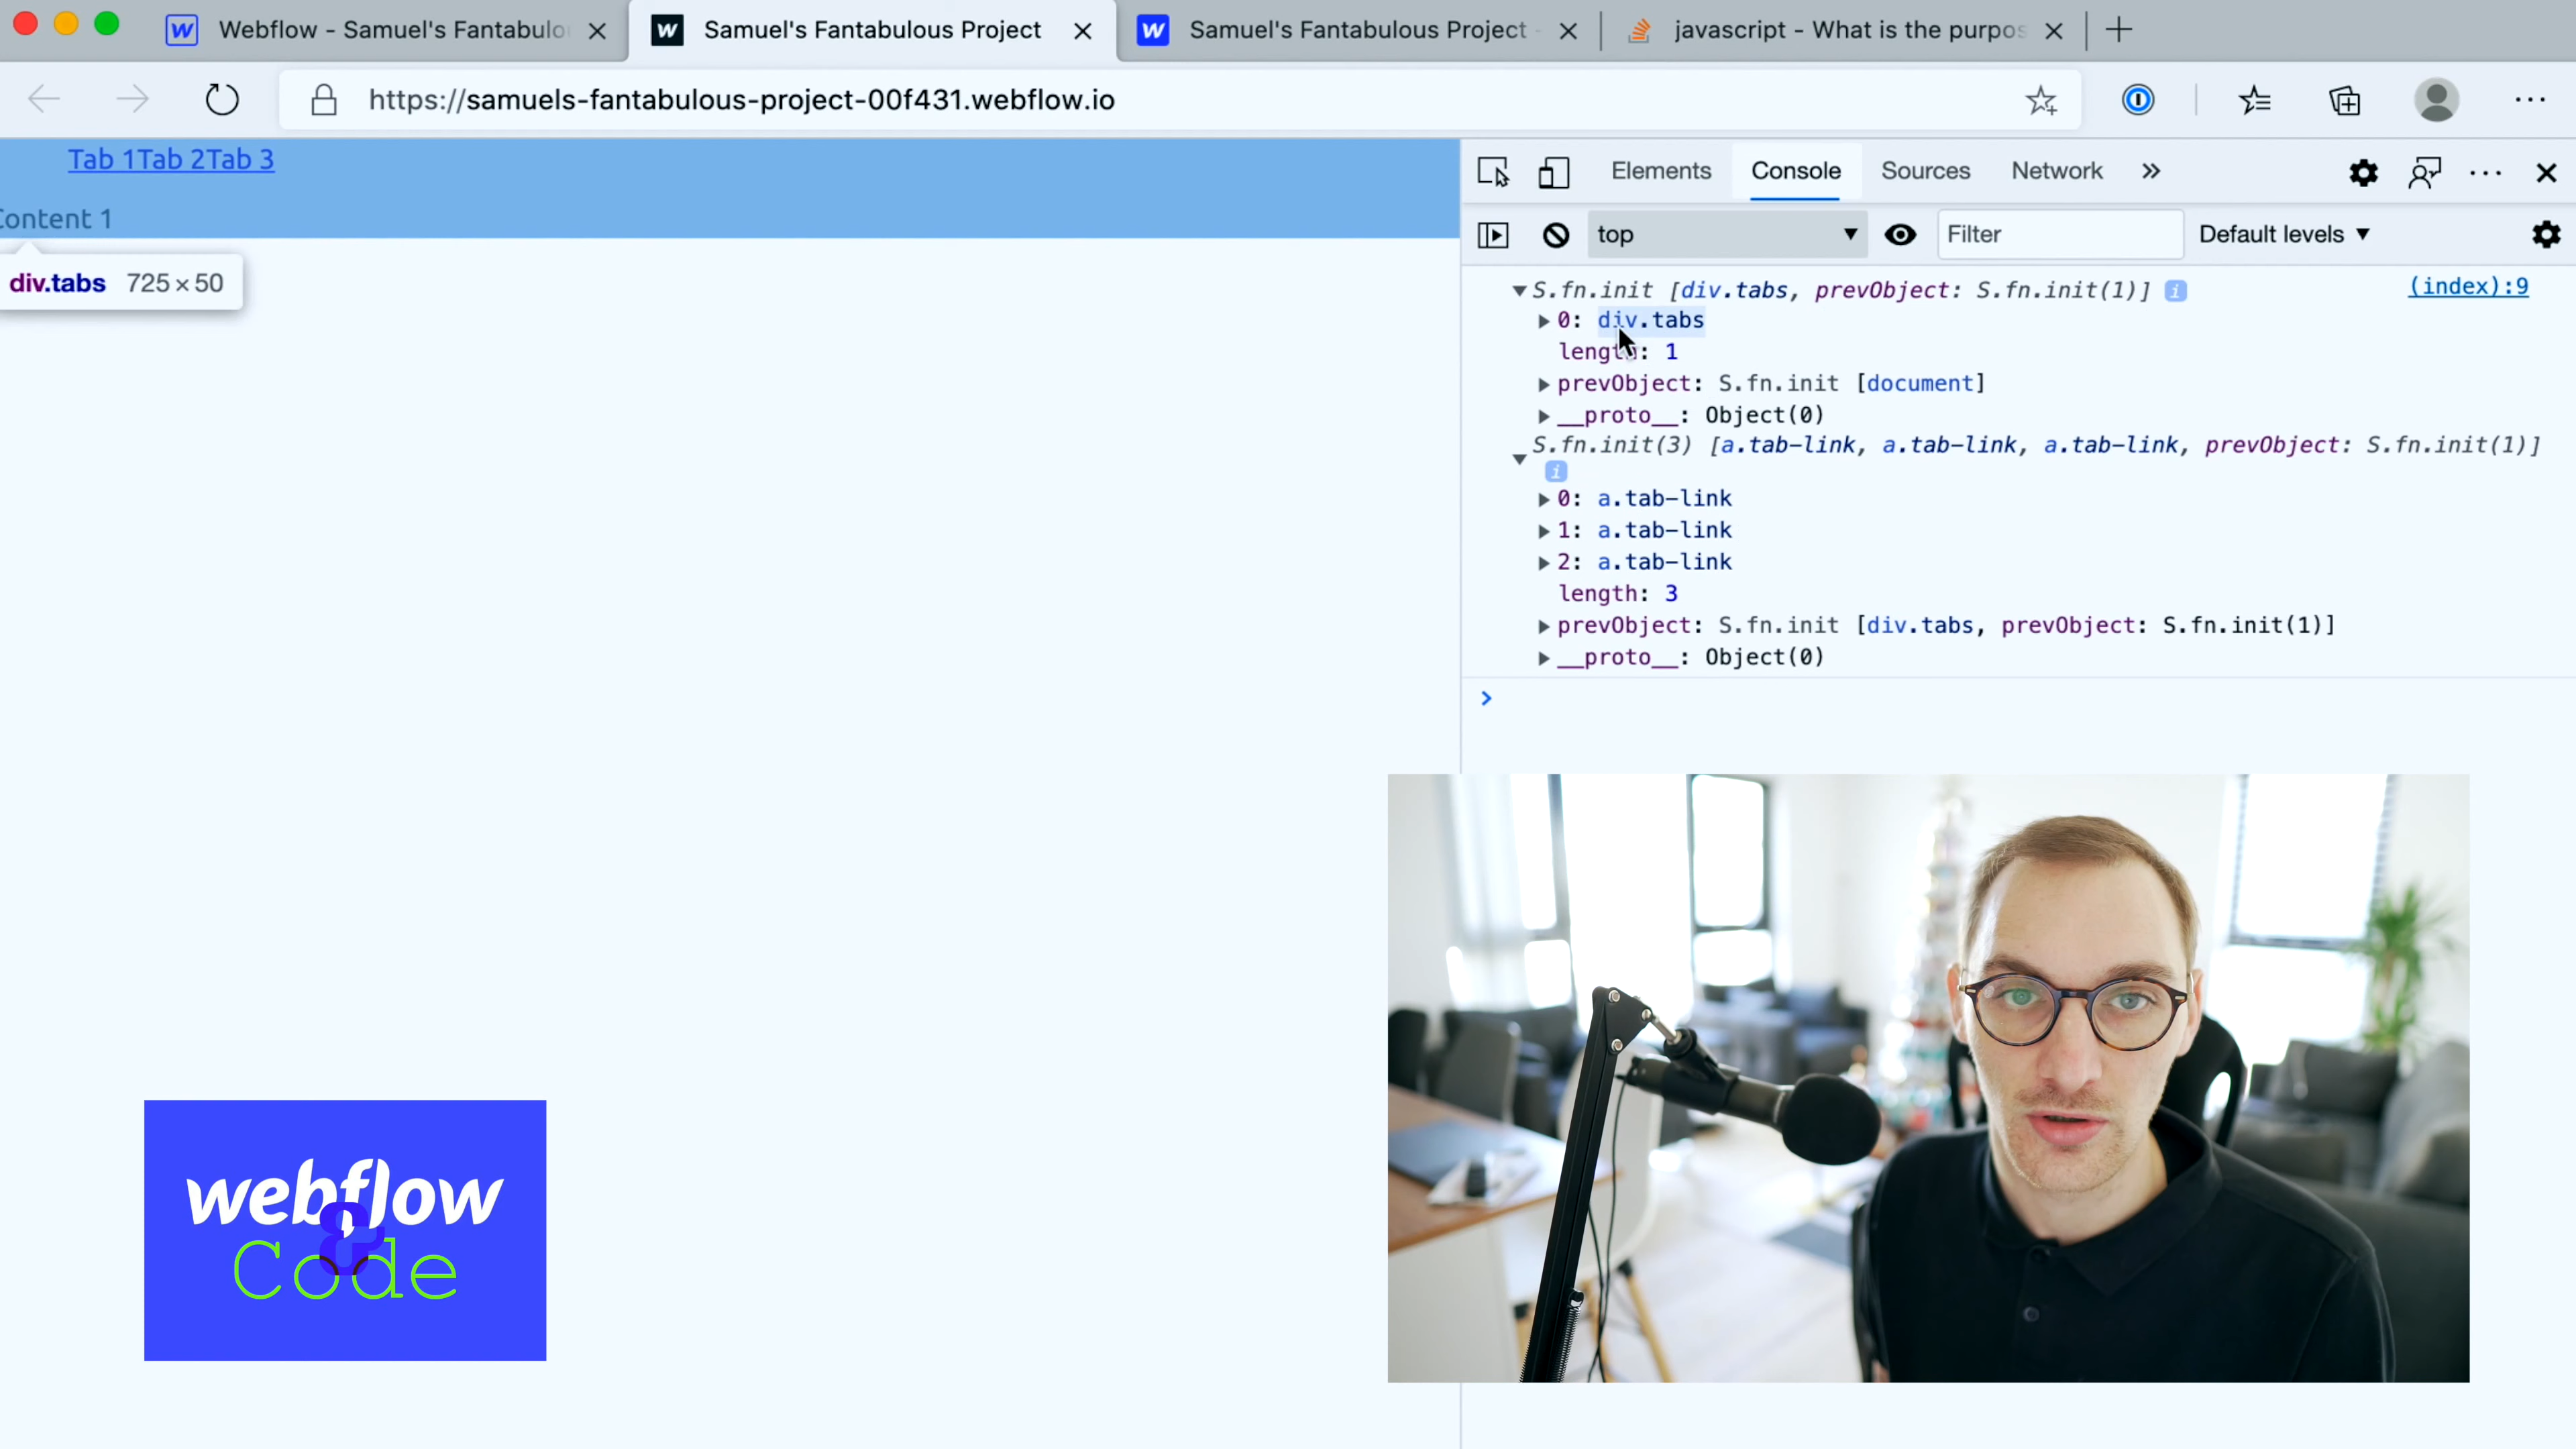 Webflow - Samuel's Fantabulo
Samuel's Fantabulous Project
Samuel's Fantabulous Project -
javascript - What is the purpos
https://samuels-fantabulous-project-00f431.webflow.io
Tab 1Tab 2Tab 3
Content 1
div.tabs 725 × 50
Elements
Console
Sources
Network
»
top
Filter
Default levels
S.fn.init [div.tabs, prevObject: S.fn.init(1)] i
(index):9
0: div.tabs
length: 1
prevObject: S.fn.init [document]
__proto__: Object(0)
S.fn.init(3) [a.tab-link, a.tab-link, a.tab-link, prevObject: S.fn.init(1)]
i
0: a.tab-link
1: a.tab-link
2: a.tab-link
length: 3
prevObject: S.fn.init [div.tabs, prevObject: S.fn.init(1)]
__proto__: Object(0)
webflow
&
Code